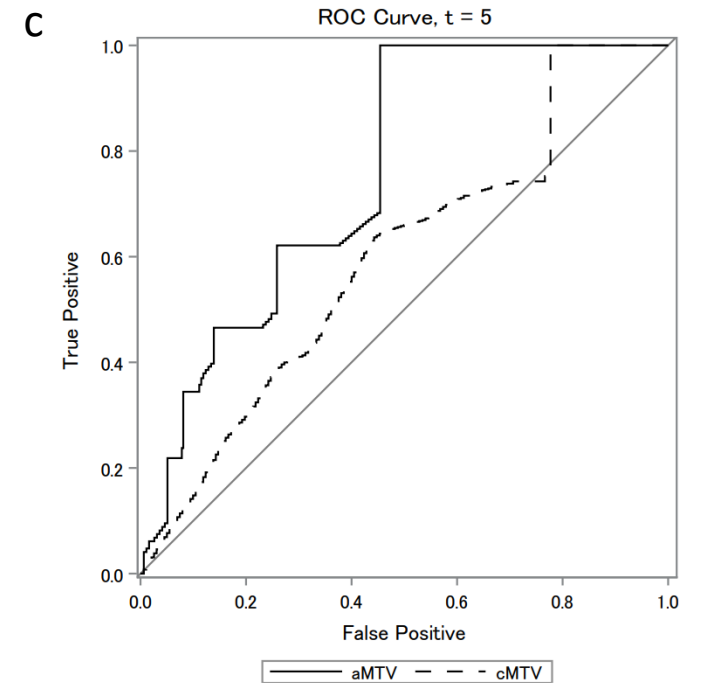 C
ROC Curve, t = 5
1.0
0.8
0.6
0.4
0.2
0.0
True Positive
0.0 0.2 0.4 0.6 0.8 1.0
False Positive
aMTV cMTV